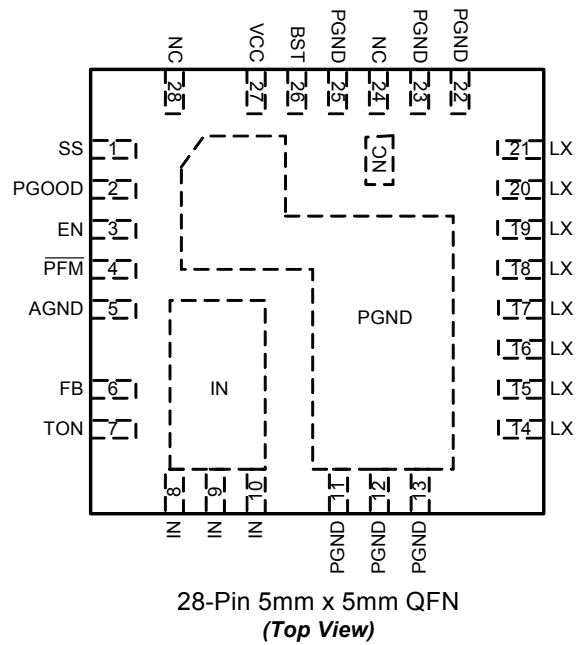 NC
VCC
BST
PGND
NC
PGND
PGND
28
27
26
25
24
23
22
SS 1
PGOOD 2
EN 3
PFM 4
AGND 5
FB 6
TON 7
NC
21 LX
20 LX
19 LX
18 LX
17 LX
16 LX
15 LX
14 LX
PGND
IN
8
9
10
11
12
13
IN
IN
IN
PGND
PGND
PGND
28-Pin 5mm x 5mm QFN
(Top View)